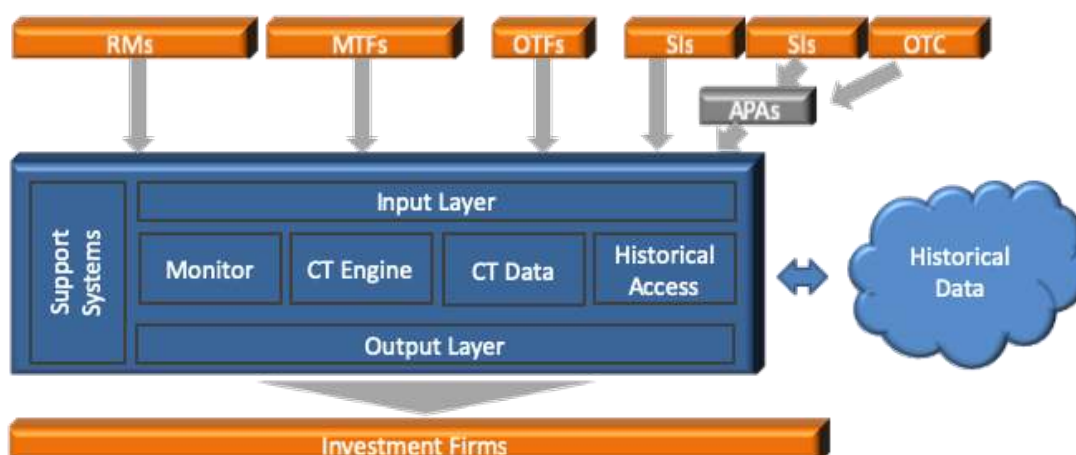 RMs
MTFs
OTFs
SIs
SIs
OTC
APAs
Support
Systems
Input Layer
Monitor
CT Engine
CT Data
Historical
Access
Output Layer
Historical
Data
Investment Firms